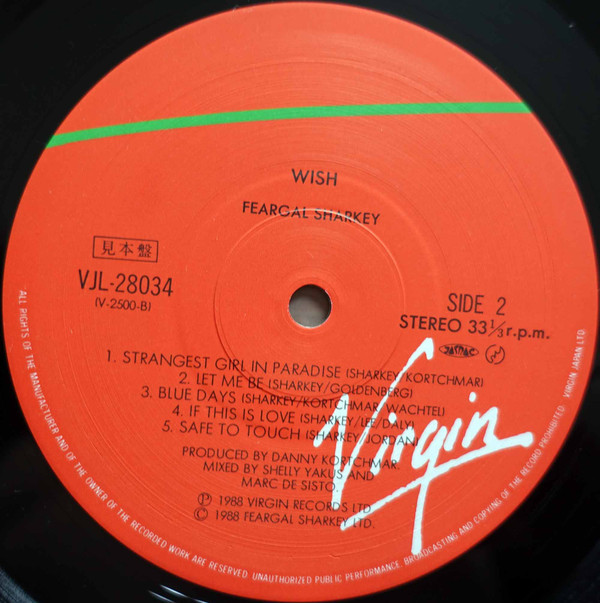 WISH
FEARGAL SHARKEY
見本盤
VJL-28034
(V-2500-B)
SIDE 2
STEREO 33 1/3 r.p.m.
JASRAC
1. STRANGEST GIRL IN PARADISE (SHARKEY/KORTCHMAR)
2. LET ME BE (SHARKEY/GOLDENBERG)
3. BLUE DAYS (SHARKEY/KORTCHMAR/WACHTEL)
4. IF THIS IS LOVE (SHARKEY/LEE/DALY)
5. SAFE TO TOUCH (SHARKEY/JORDAN)
PRODUCED BY DANNY KORTCHMAR.
MIXED BY SHELLY YAKUS AND
MARC DE SISTO.
Ⓟ 1988 VIRGIN RECORDS LTD
© 1988 FEARGAL SHARKEY LTD.
Virgin
ALL RIGHTS OF THE MANUFACTURER AND OF THE OWNER OF THE RECORDED WORK ARE RESERVED. UNAUTHORIZED PUBLIC PERFORMANCE, BROADCASTING AND COPYING OF THE RECORD PROHIBITED. VIRGIN JAPAN LTD.